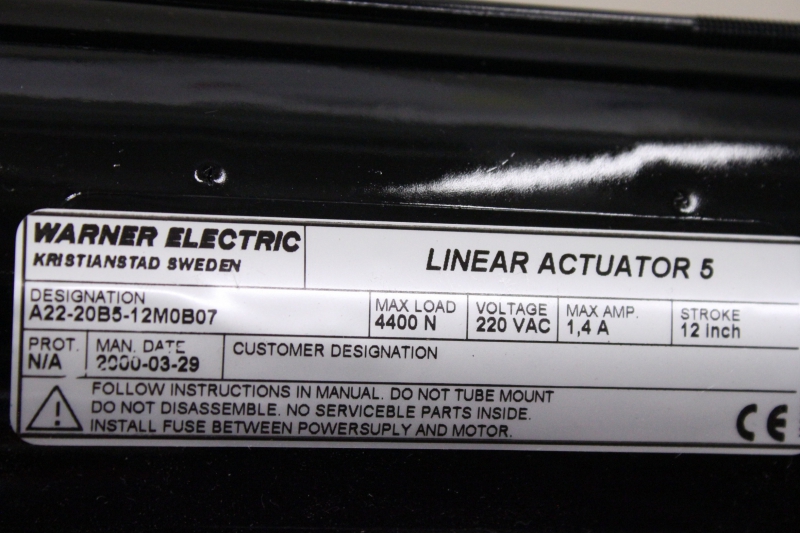 WARNER ELECTRIC
KRISTIANSTAD SWEDEN
LINEAR ACTUATOR 5
DESIGNATION
A22-20B5-12M0B07
MAX LOAD
4400 N
VOLTAGE
220 VAC
MAX AMP.
1,4 A
STROKE
12 inch
PROT.
N/A
MAN. DATE
2000-03-29
CUSTOMER DESIGNATION
FOLLOW INSTRUCTIONS IN MANUAL. DO NOT TUBE MOUNT
DO NOT DISASSEMBLE. NO SERVICEBLE PARTS INSIDE.
INSTALL FUSE BETWEEN POWERSUPLY AND MOTOR.
CE